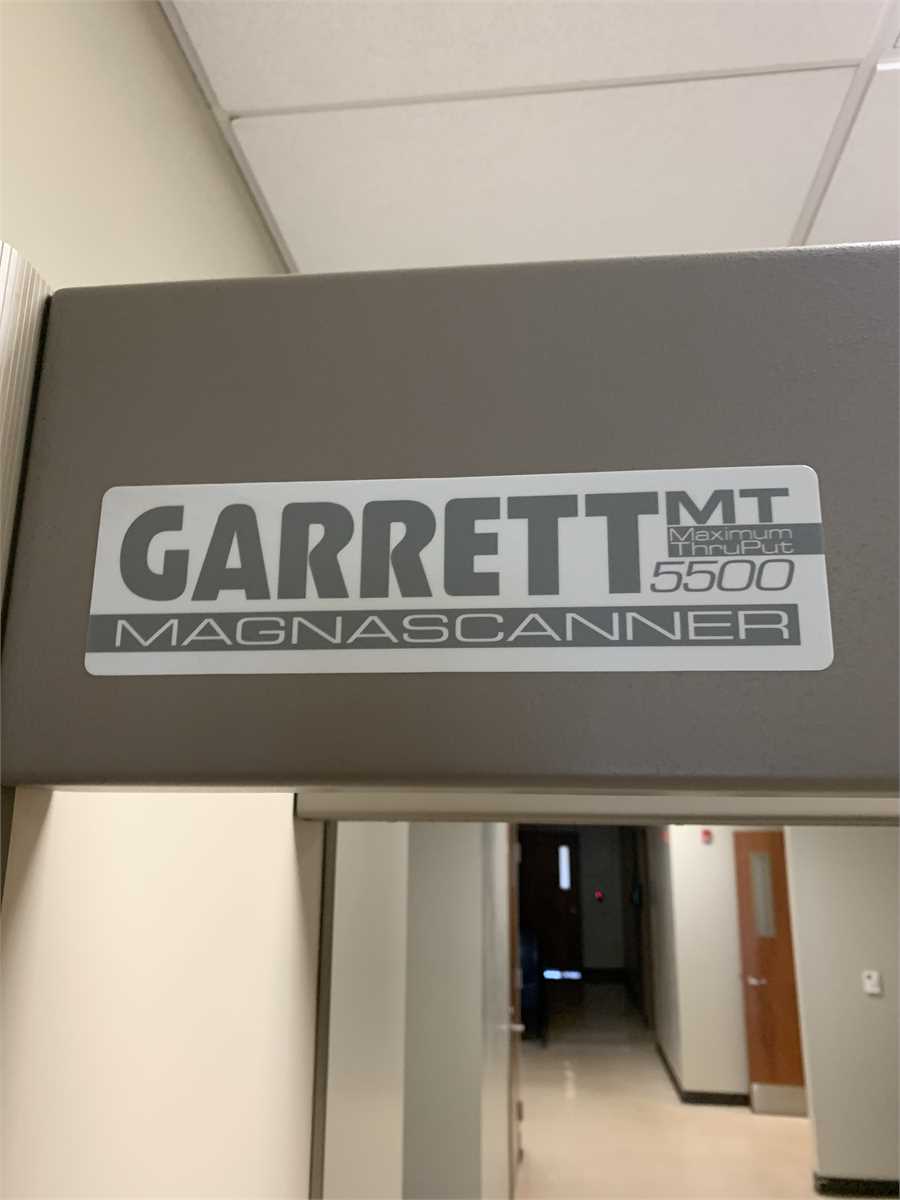 GARRETT
MT
Maximum
ThruPut
5500
MAGNASCANNER